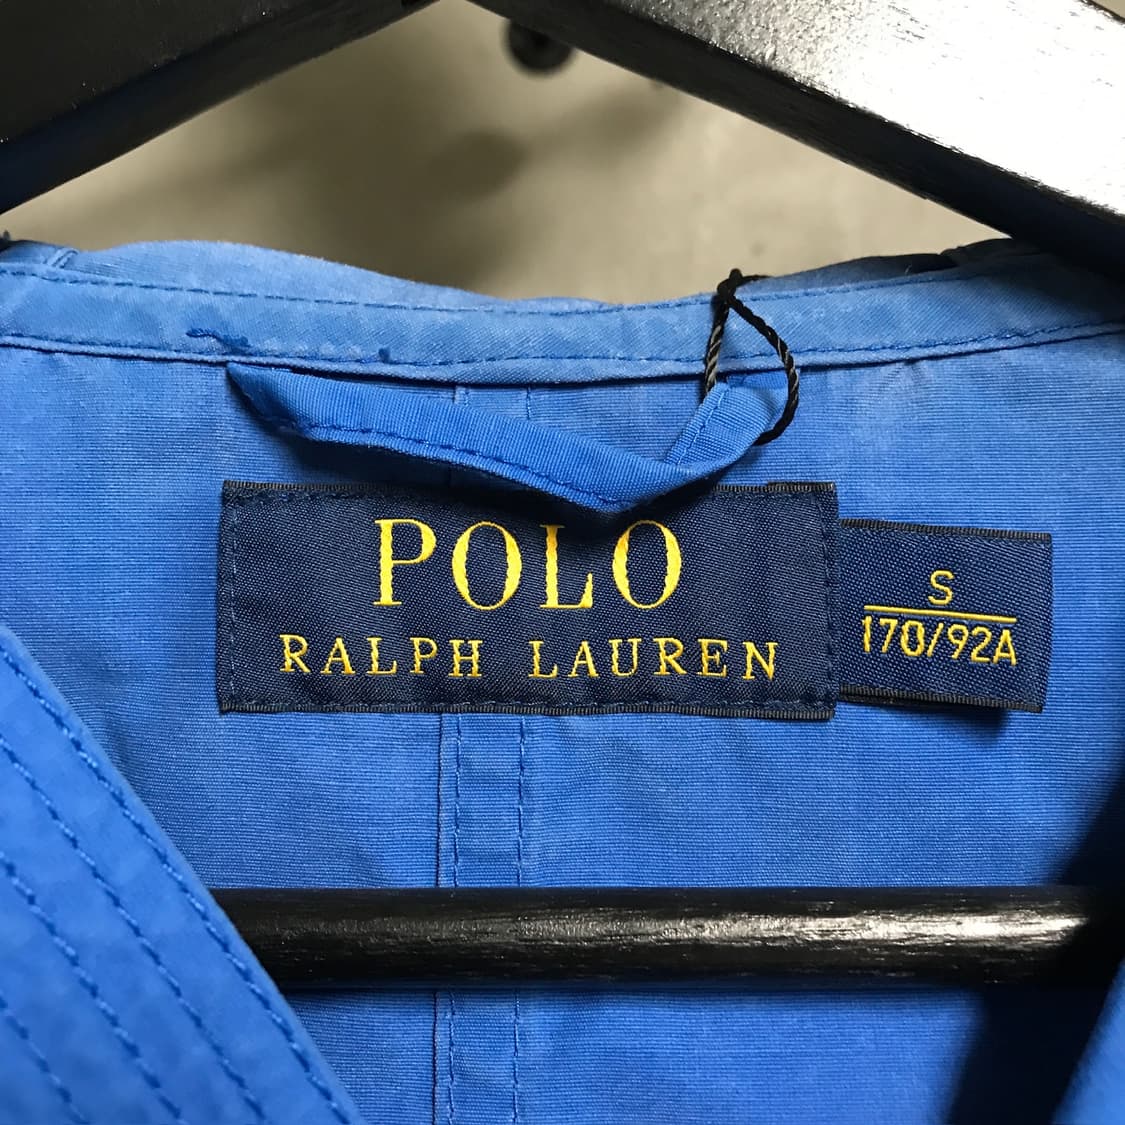 POLO
RALPH LAUREN
S
170/92A